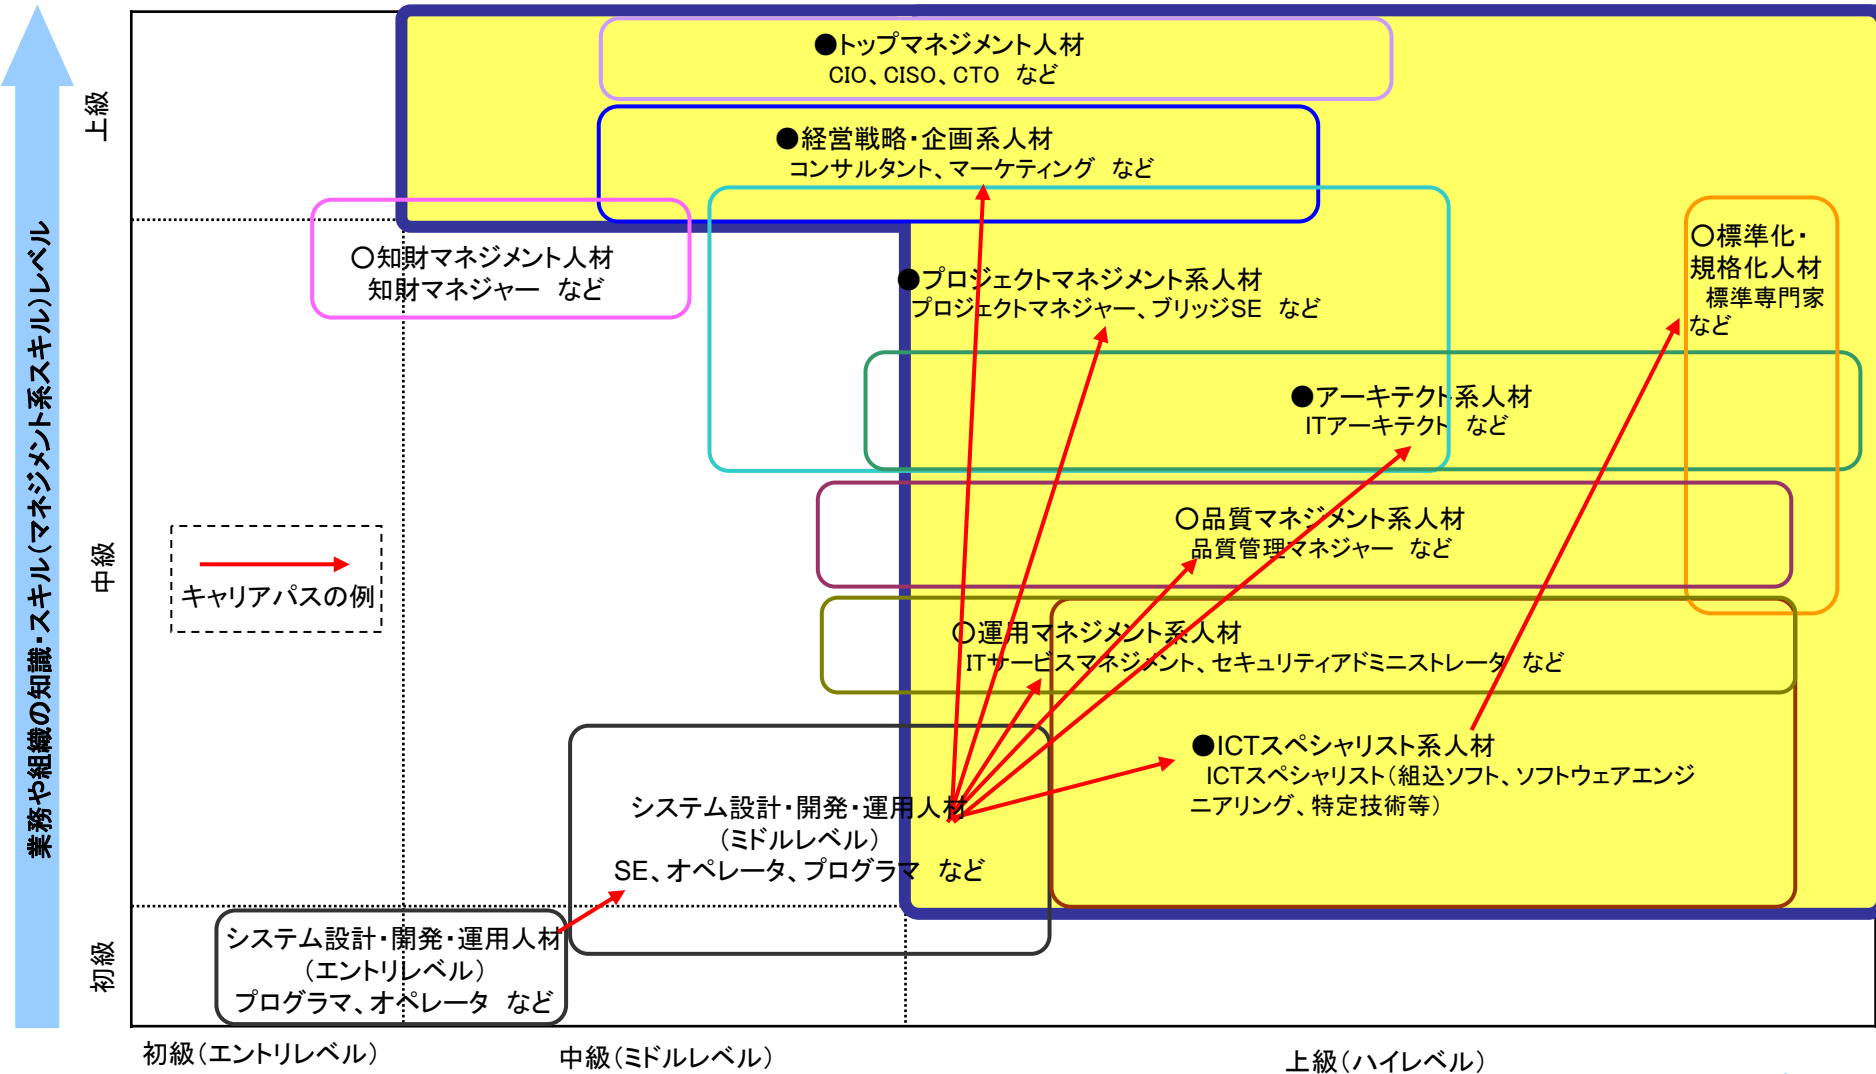 業務や組織の知識・スキル(マネジメント系スキル)レベル
上級
中級
初級
●トップマネジメント人材
CIO、CISO、CTO など
●経営戦略・企画系人材
コンサルタント、マーケティング など
○知財マネジメント人材
知財マネジャー など
●プロジェクトマネジメント系人材
プロジェクトマネジャー、ブリッジSE など
○標準化・
規格化人材
標準専門家
など
●アーキテクト系人材
ITアーキテクト など
○品質マネジメント系人材
品質管理マネジャー など
キャリアパスの例
○運用マネジメント系人材
ITサービスマネジメント、セキュリティアドミニストレータ など
●ICTスペシャリスト系人材
ICTスペシャリスト(組込ソフト、ソフトウェアエンジ
ニアリング、特定技術等)
システム設計・開発・運用人材
(ミドルレベル)
SE、オペレータ、プログラマ など
システム設計・開発・運用人材
(エントリレベル)
プログラマ、オペレータ など
初級(エントリレベル)
中級(ミドルレベル)
上級(ハイレベル)